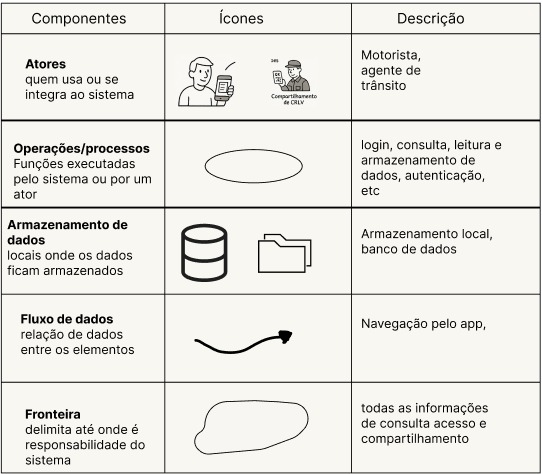 Componentes
Ícones
Descrição
Atores
quem usa ou se
integra ao sistema
Compartilhamento
de CRLV
Motorista,
agente de
trânsito
Operações/processos
Funções executadas
pelo sistema ou por um
ator
login, consulta, leitura e
armazenamento de
dados, autenticação,
etc
Armazenamento de
dados
locais onde os dados
ficam armazenados
Armazenamento local,
banco de dados
Fluxo de dados
relação de dados
entre os elementos
Navegação pelo app,
Fronteira
delimita até onde é
responsabilidade do
sistema
todas as informações
de consulta acesso e
compartilhamento